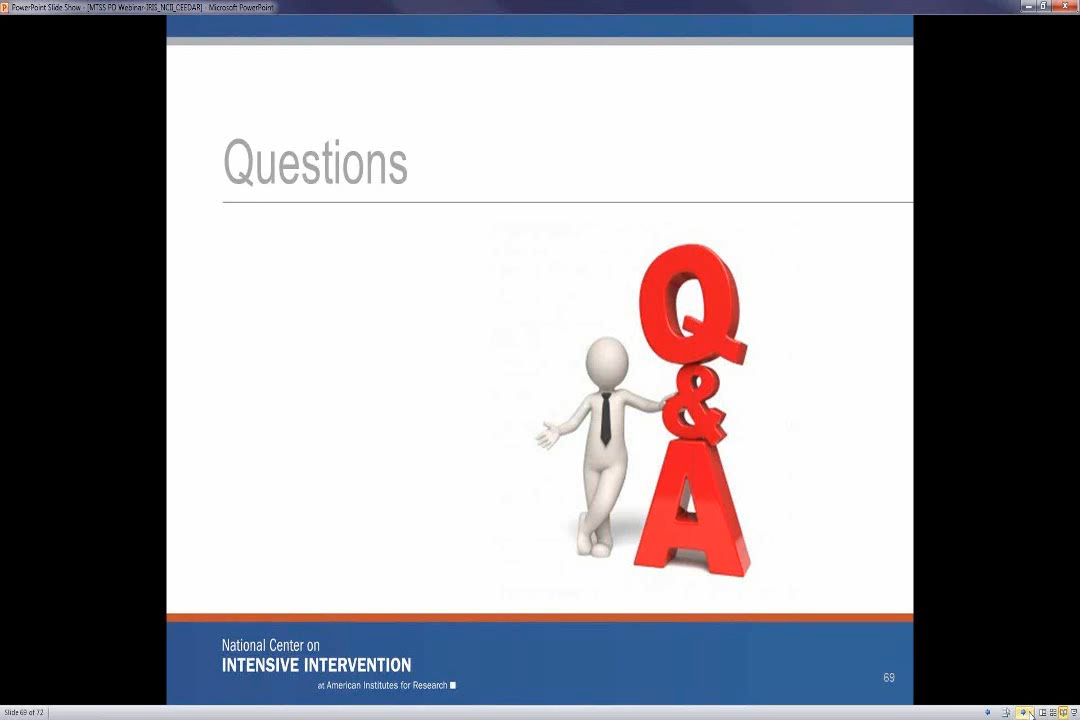 PowerPoint Slide Show - [MTSS PD Webinar-IRIS_NCII_CEEDAR] - Microsoft PowerPoint
Questions
Q
&
A
National Center on
INTENSIVE INTERVENTION
at American Institutes for Research
69
Slide 69 of 72